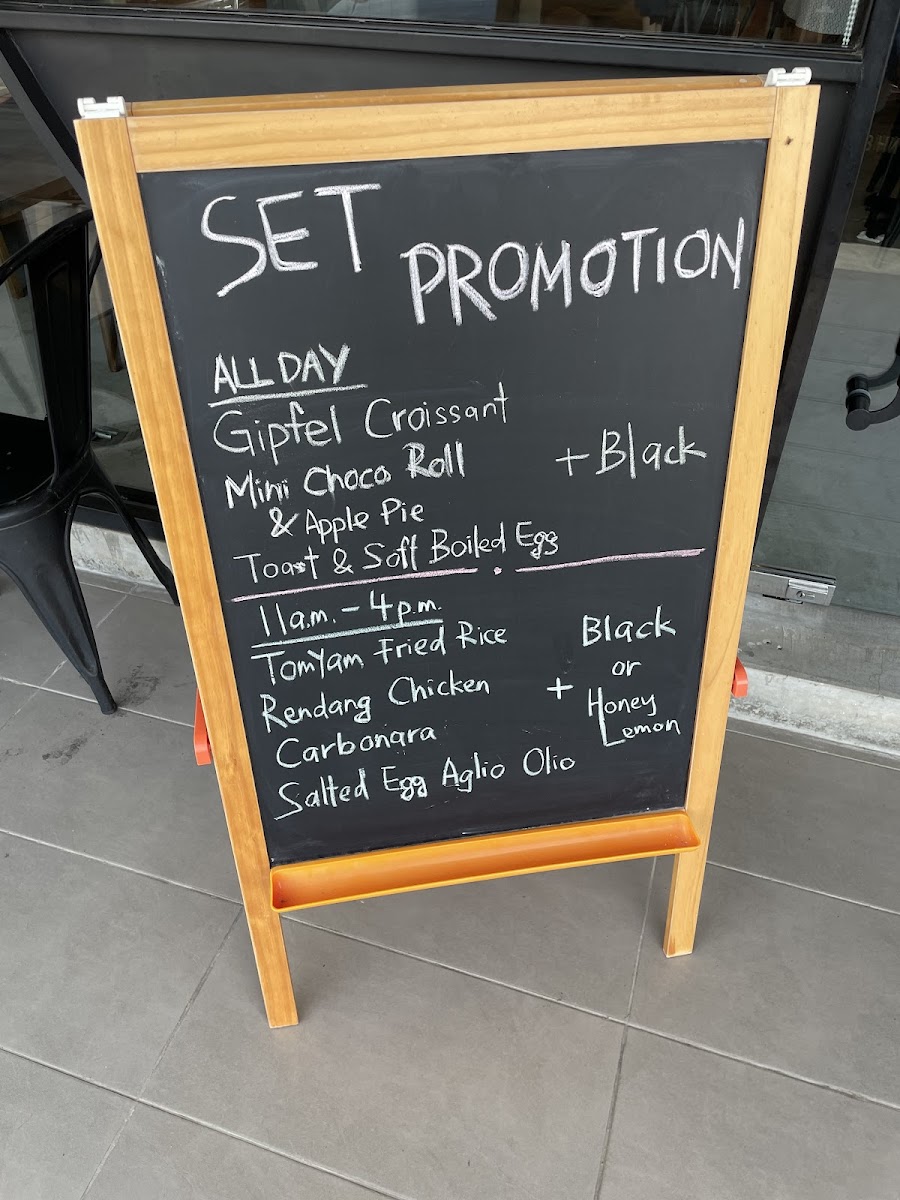 SET
PROMOTION
ALL DAY
Gipfel Croissant
Mini Choco Roll
& Apple Pie
+ Black
Toast & Soft Boiled Egg
11a.m. - 4p.m.
TomYam Fried Rice
Rendang Chicken
Carbonara
Salted Egg Aglio Olio
+
Black
or
Honey
Lemon